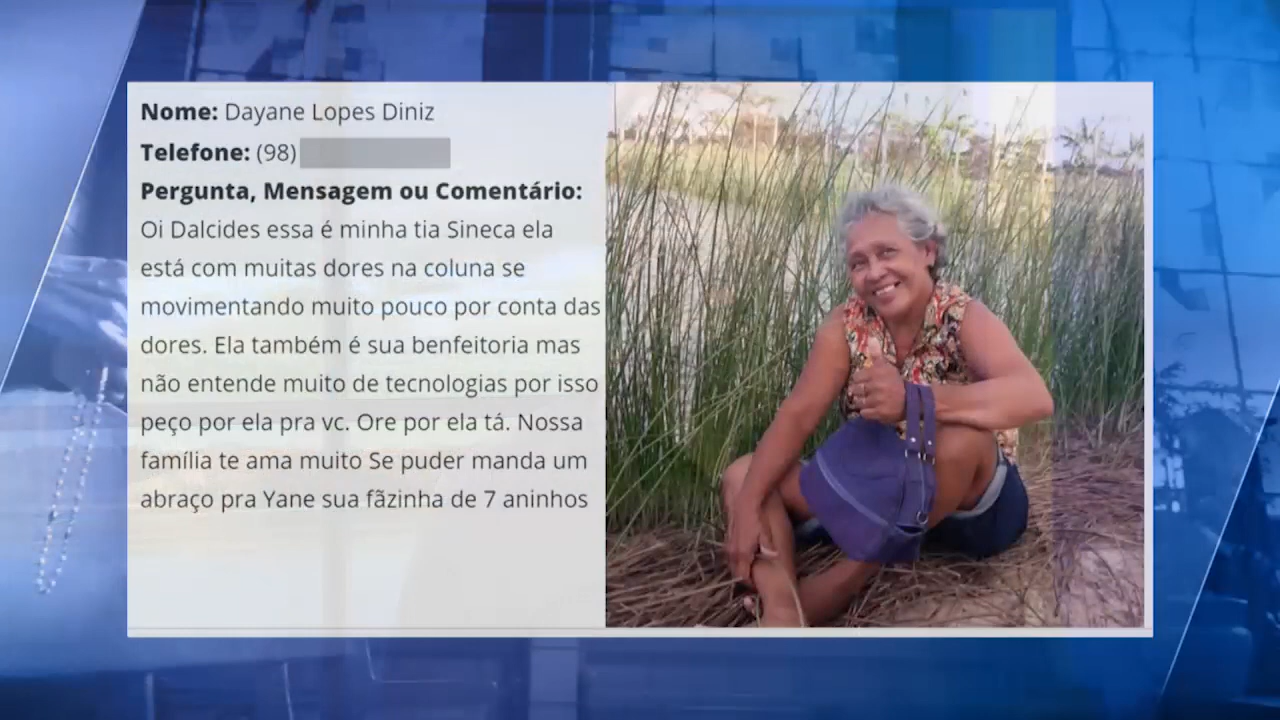 Nome: Dayane Lopes Diniz
Telefone: (98)
Pergunta, Mensagem ou Comentário:
Oi Dalcides essa é minha tia Sineca ela
está com muitas dores na coluna se
movimentando muito pouco por conta das
dores. Ela também é sua benfeitoria mas
não entende muito de tecnologias por isso
peço por ela pra vc. Ore por ela tá. Nossa
família te ama muito Se puder manda um
abraço pra Yane sua fãzinha de 7 aninhos